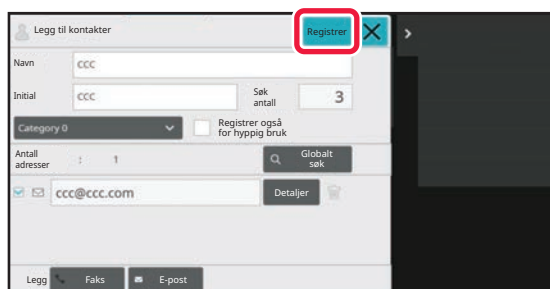 Legg til kontakter
Registrer
Navn
ccc
Initial
ccc
Søk
antall
3
Category 0
Registrer også
for hyppig bruk
Antall
adresser
:
1
Globalt
søk
ccc@ccc.com
Detaljer
Legg
Faks
E-post